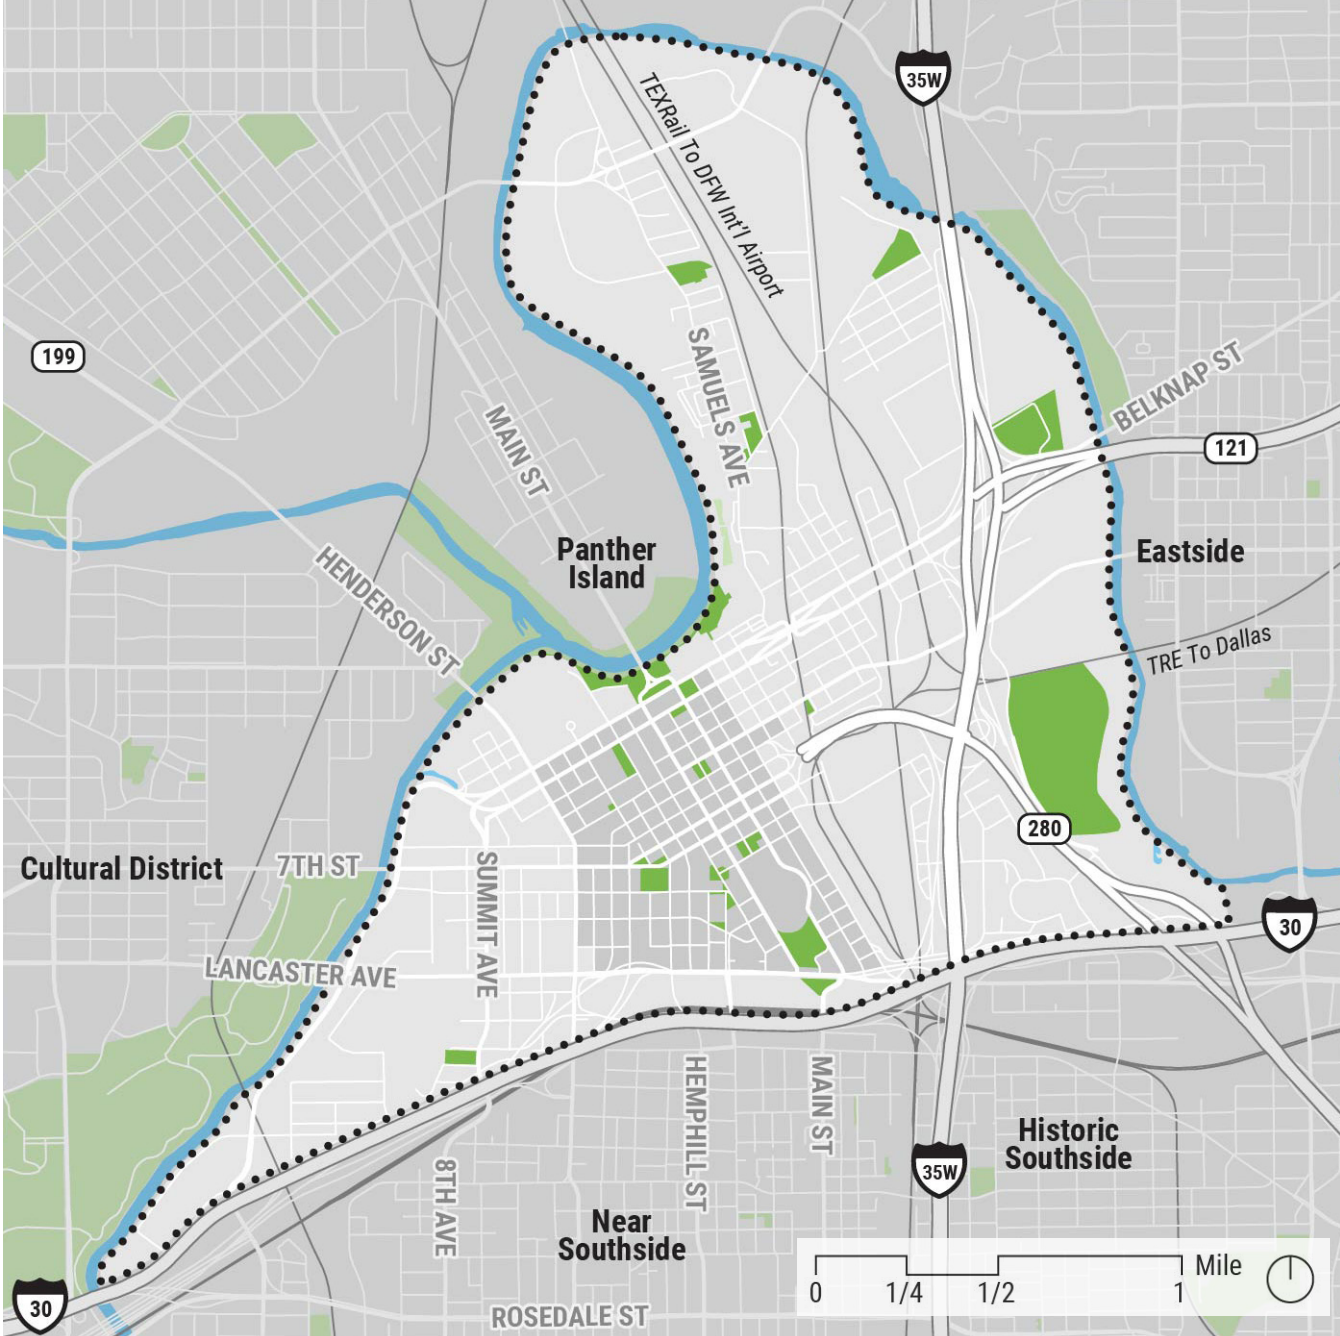 35W
TEXRail To DFW Int'l Airport
199
SAMUELS AVE
BELKNAP ST
MAIN ST
121
Panther
Island
Eastside
HENDERSON ST
TRE To Dallas
280
Cultural District
7TH ST
SUMMIT AVE
30
LANCASTER AVE
HEMPHILL ST
MAIN ST
Historic
Southside
35W
8TH AVE
Near
Southside
Mile
0 1/4 1/2 1
30
ROSEDALE ST